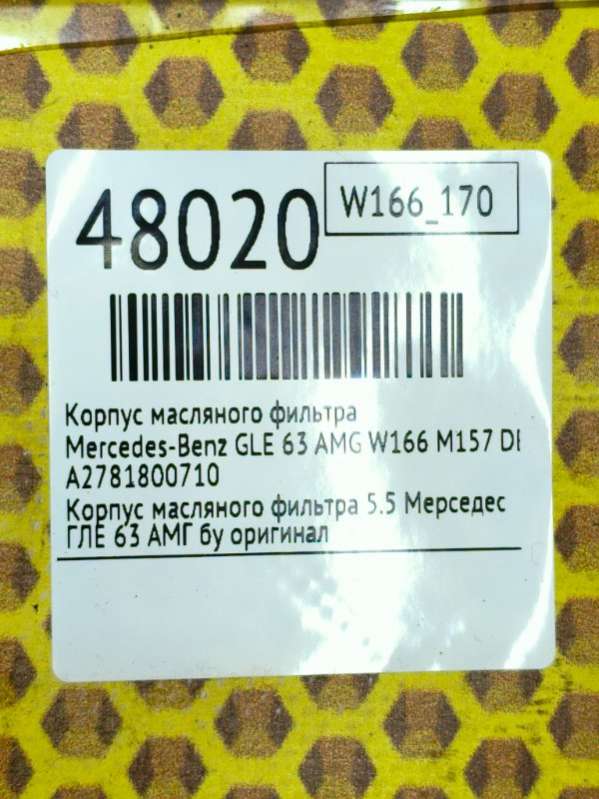 48020
W166_170
Корпус масляного фильтра
Mercedes-Benz GLE 63 AMG W166 M157 DE
A2781800710
Корпус масляного фильтра 5.5 Мерседес
ГЛЕ 63 АМГ бу оригинал